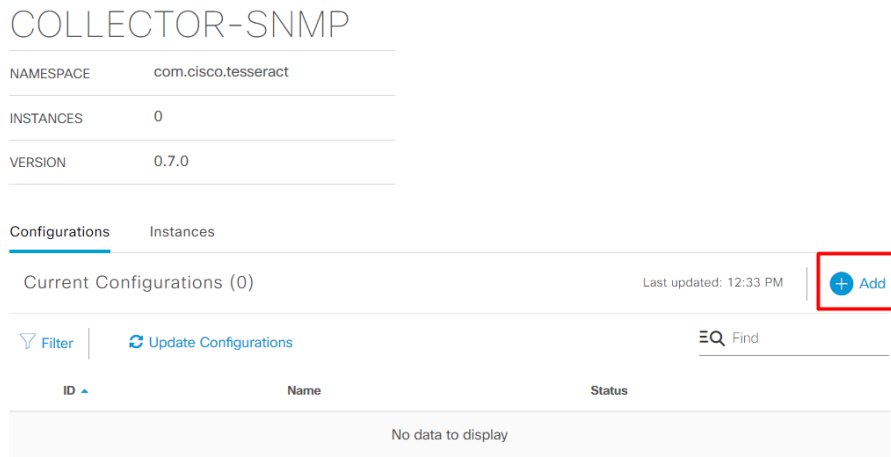 COLLECTOR-SNMP
NAMESPACE com.cisco.tesseract
INSTANCES 0
VERSION 0.7.0
Configurations Instances
Current Configurations (0) Last updated: 12:33 PM Add
Filter Update Configurations Find
ID Name Status
No data to display